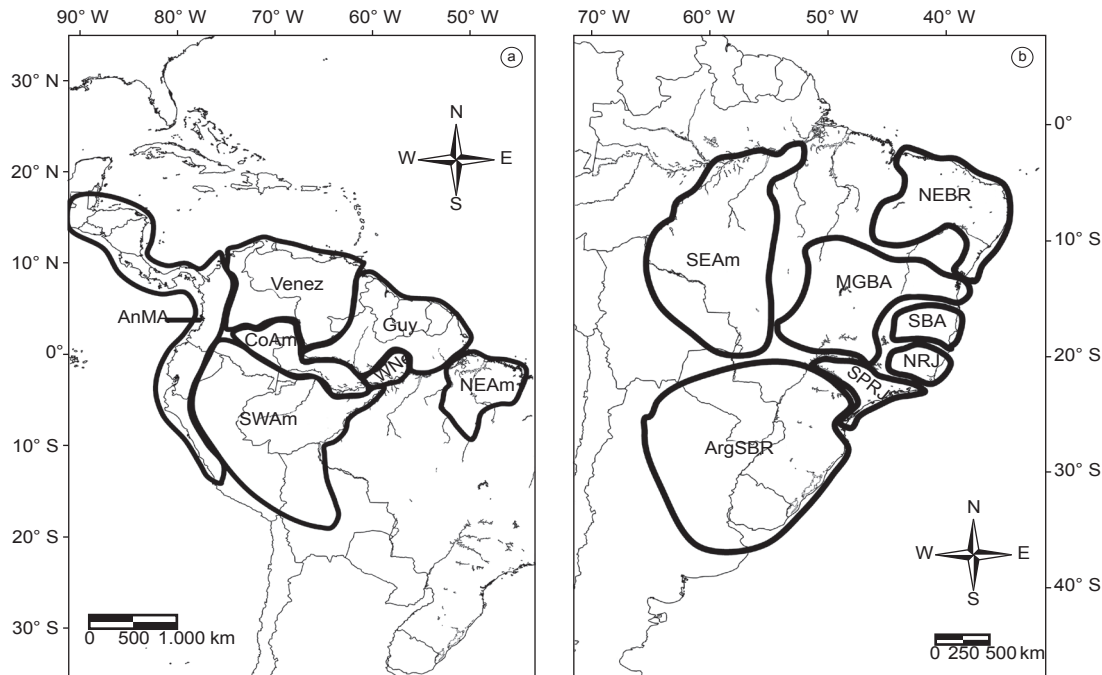 90° W 80° W 70° W 60° W 50° W
a
30° N
20° N
10° N
0°
10° S
20° S
30° S
N
W E
S
Venez
AnMA
Guy
CoAm
WNe
NEAm
SWAm
0 500 1.000 km
70° W 60° W 50° W 40° W
b
0°
10° S
20° S
30° S
40° S
NEBR
SEAm
MGBA
SBA
NRJ
SPRJ
ArgSBR
N
W E
S
0 250 500 km